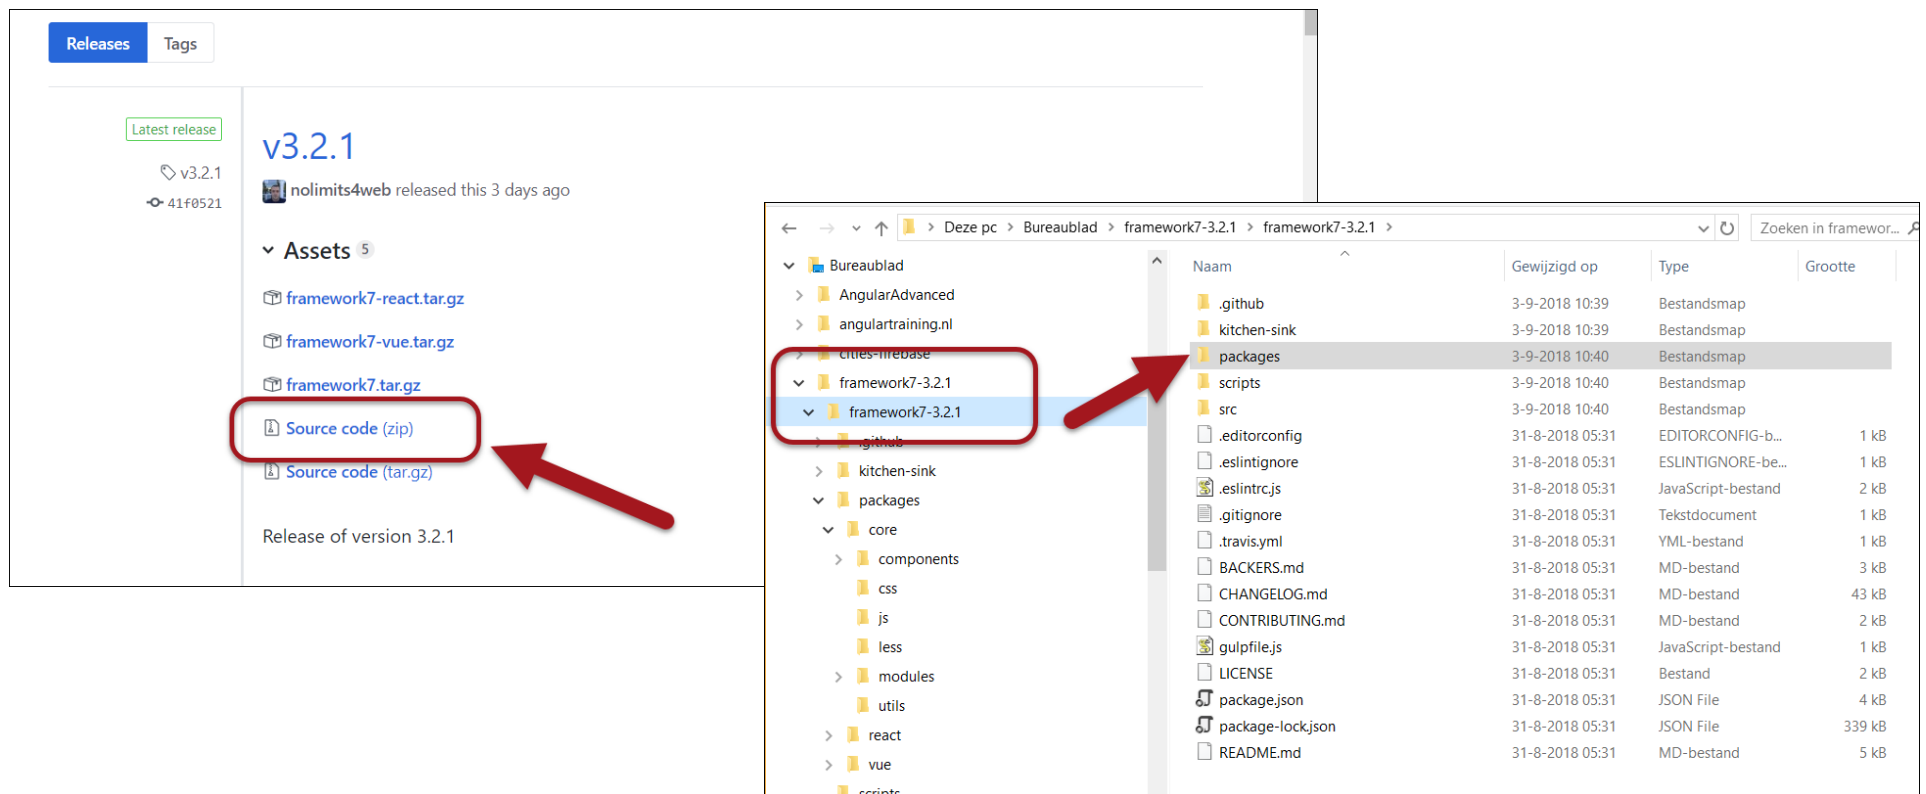 Releases Tags
Latest release
v3.2.1
41f0521
v3.2.1
nolimits4web released this 3 days ago
Assets 5
framework7-react.tar.gz
framework7-vue.tar.gz
framework7.tar.gz
Source code (zip)
Source code (tar.gz)
Release of version 3.2.1
Deze pc Bureaublad framework7-3.2.1 framework7-3.2.1
Zoeken in framewor...
Bureaublad
AngularAdvanced
angulartraining.nl
cities-firebase
framework7-3.2.1
framework7-3.2.1
.github
kitchen-sink
packages
core
components
css
js
less
modules
utils
react
vue
scripts
Naam Gewijzigd op Type Grootte
.github 3-9-2018 10:39 Bestandsmap
kitchen-sink 3-9-2018 10:39 Bestandsmap
packages 3-9-2018 10:40 Bestandsmap
scripts 3-9-2018 10:40 Bestandsmap
src 3-9-2018 10:40 Bestandsmap
.editorconfig 31-8-2018 05:31 EDITORCONFIG-b... 1 kB
.eslintignore 31-8-2018 05:31 ESLINTIGNORE-be... 1 kB
.eslintrc.js 31-8-2018 05:31 JavaScript-bestand 2 kB
.gitignore 31-8-2018 05:31 Tekstdocument 1 kB
.travis.yml 31-8-2018 05:31 YML-bestand 1 kB
BACKERS.md 31-8-2018 05:31 MD-bestand 3 kB
CHANGELOG.md 31-8-2018 05:31 MD-bestand 43 kB
CONTRIBUTING.md 31-8-2018 05:31 MD-bestand 2 kB
gulpfile.js 31-8-2018 05:31 JavaScript-bestand 1 kB
LICENSE 31-8-2018 05:31 Bestand 2 kB
package.json 31-8-2018 05:31 JSON File 4 kB
package-lock.json 31-8-2018 05:31 JSON File 339 kB
README.md 31-8-2018 05:31 MD-bestand 5 kB